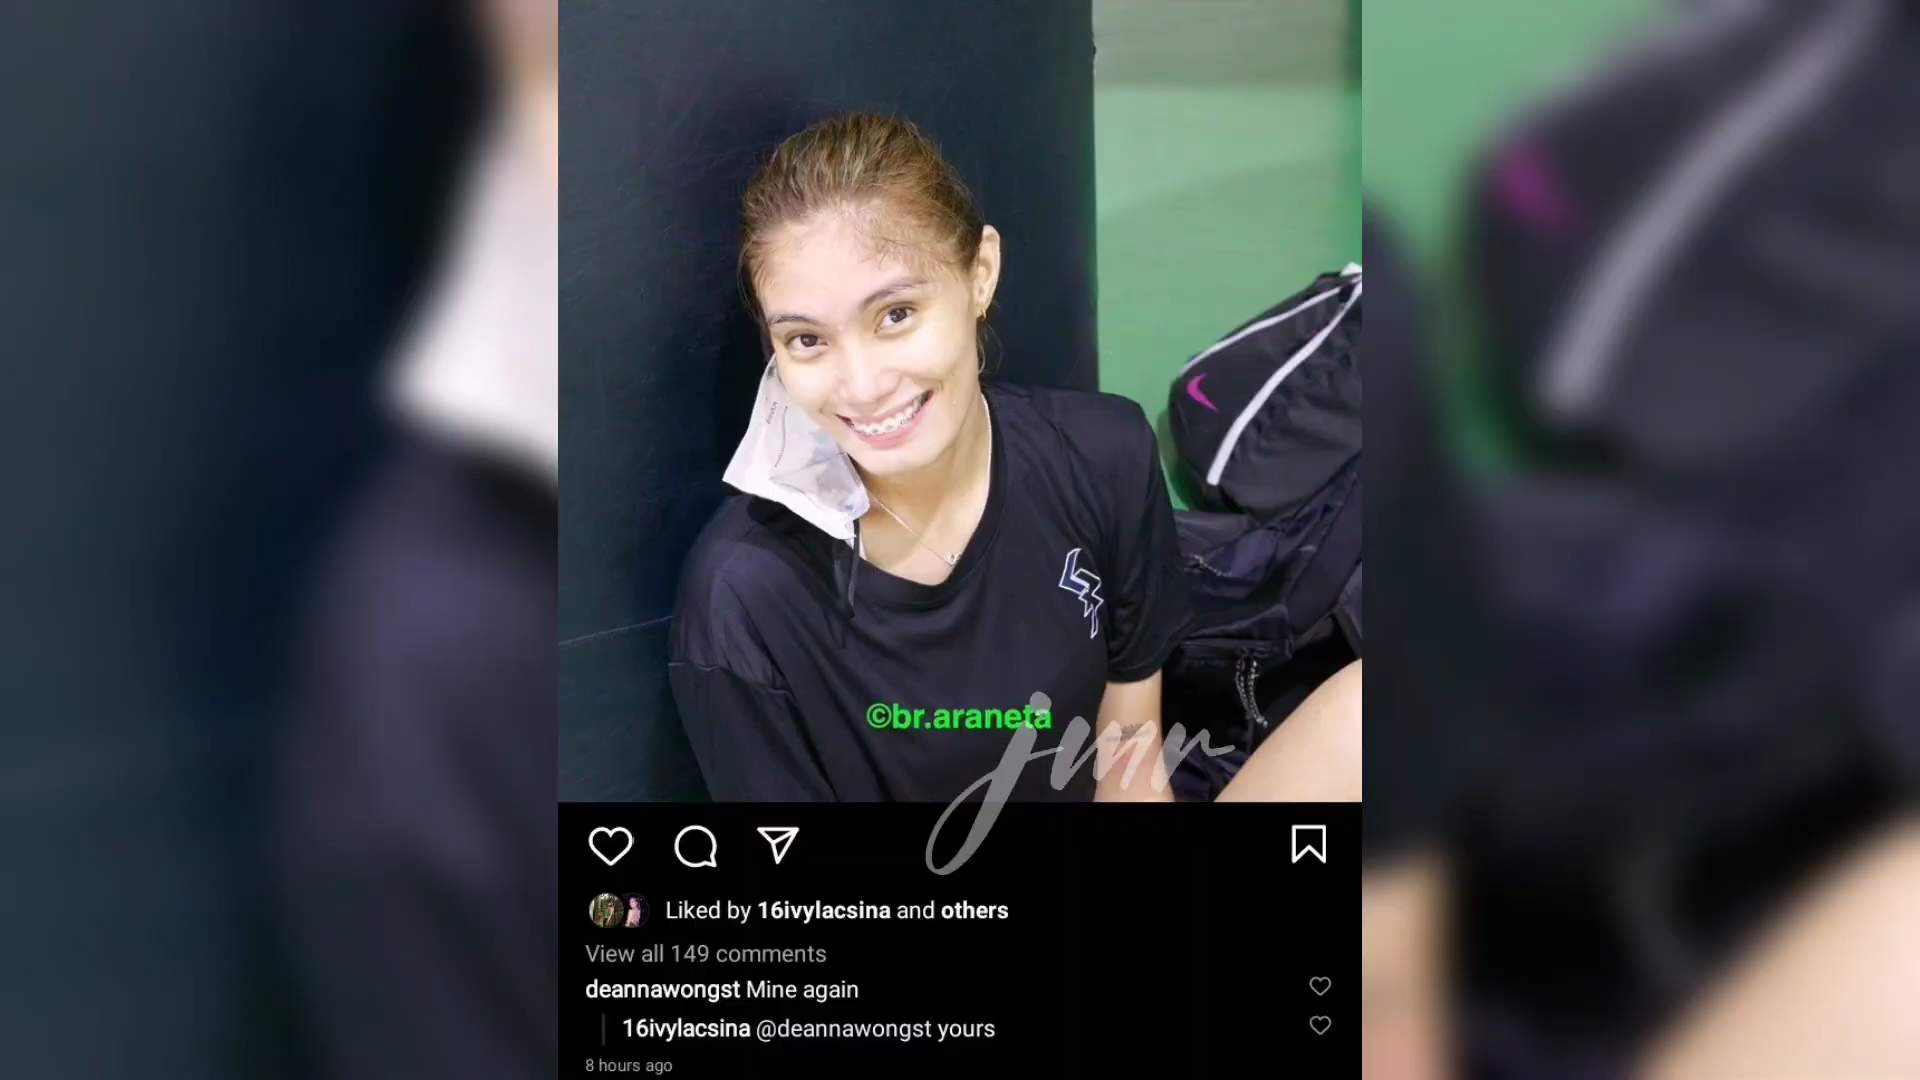 ©br.araneta
jmr
Liked by 16ivylacsina and others
View all 149 comments
deannawongst Mine again
16ivylacsina @deannawongst yours
8 hours ago